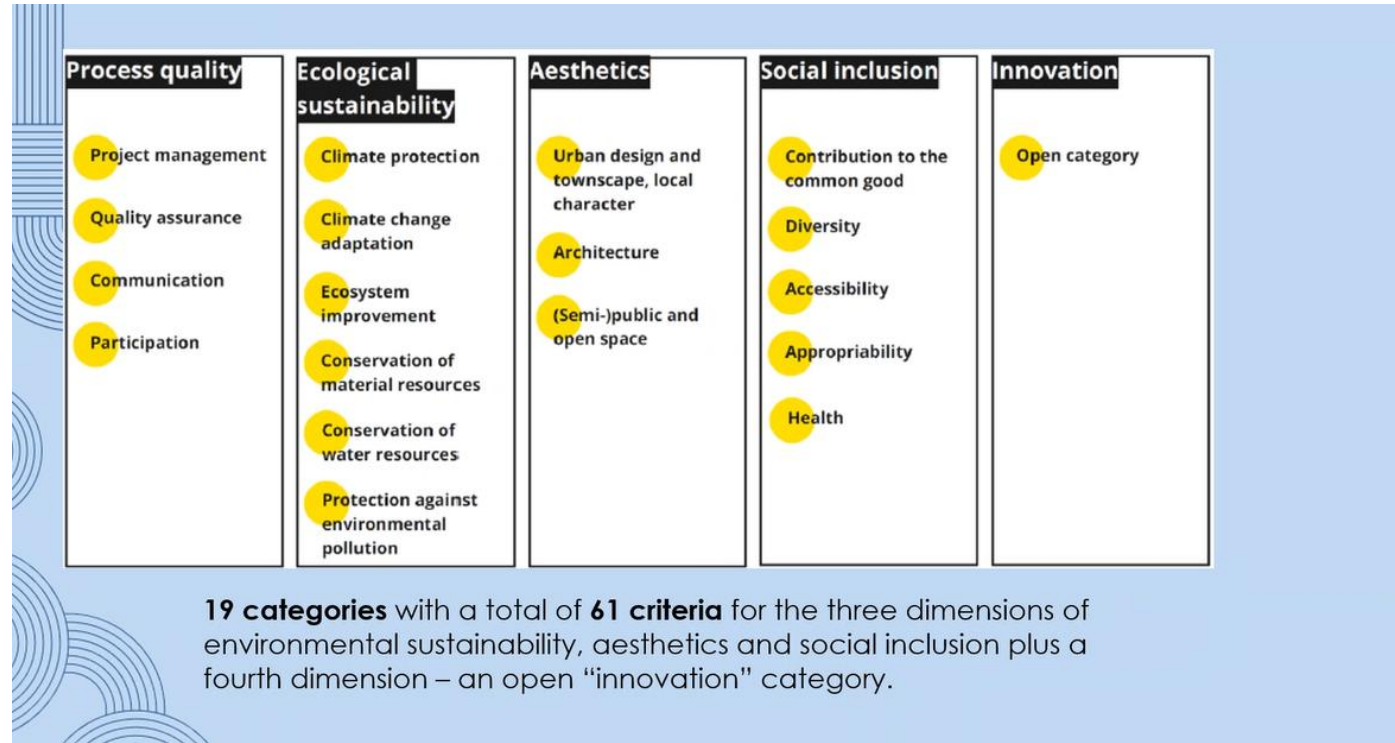 Process quality
Project management
Quality assurance
Communication
Participation
Ecological
sustainability
Climate protection
Climate change
adaptation
Ecosystem
improvement
Conservation of
material resources
Conservation of
water resources
Protection against
environmental
pollution
Aesthetics
Urban design and
townscape, local
character
Architecture
(Semi-)public and
open space
Social inclusion
Contribution to the
common good
Diversity
Accessibility
Appropriability
Health
Innovation
Open category
19 categories with a total of 61 criteria for the three dimensions of
environmental sustainability, aesthetics and social inclusion plus a
fourth dimension – an open “innovation” category.